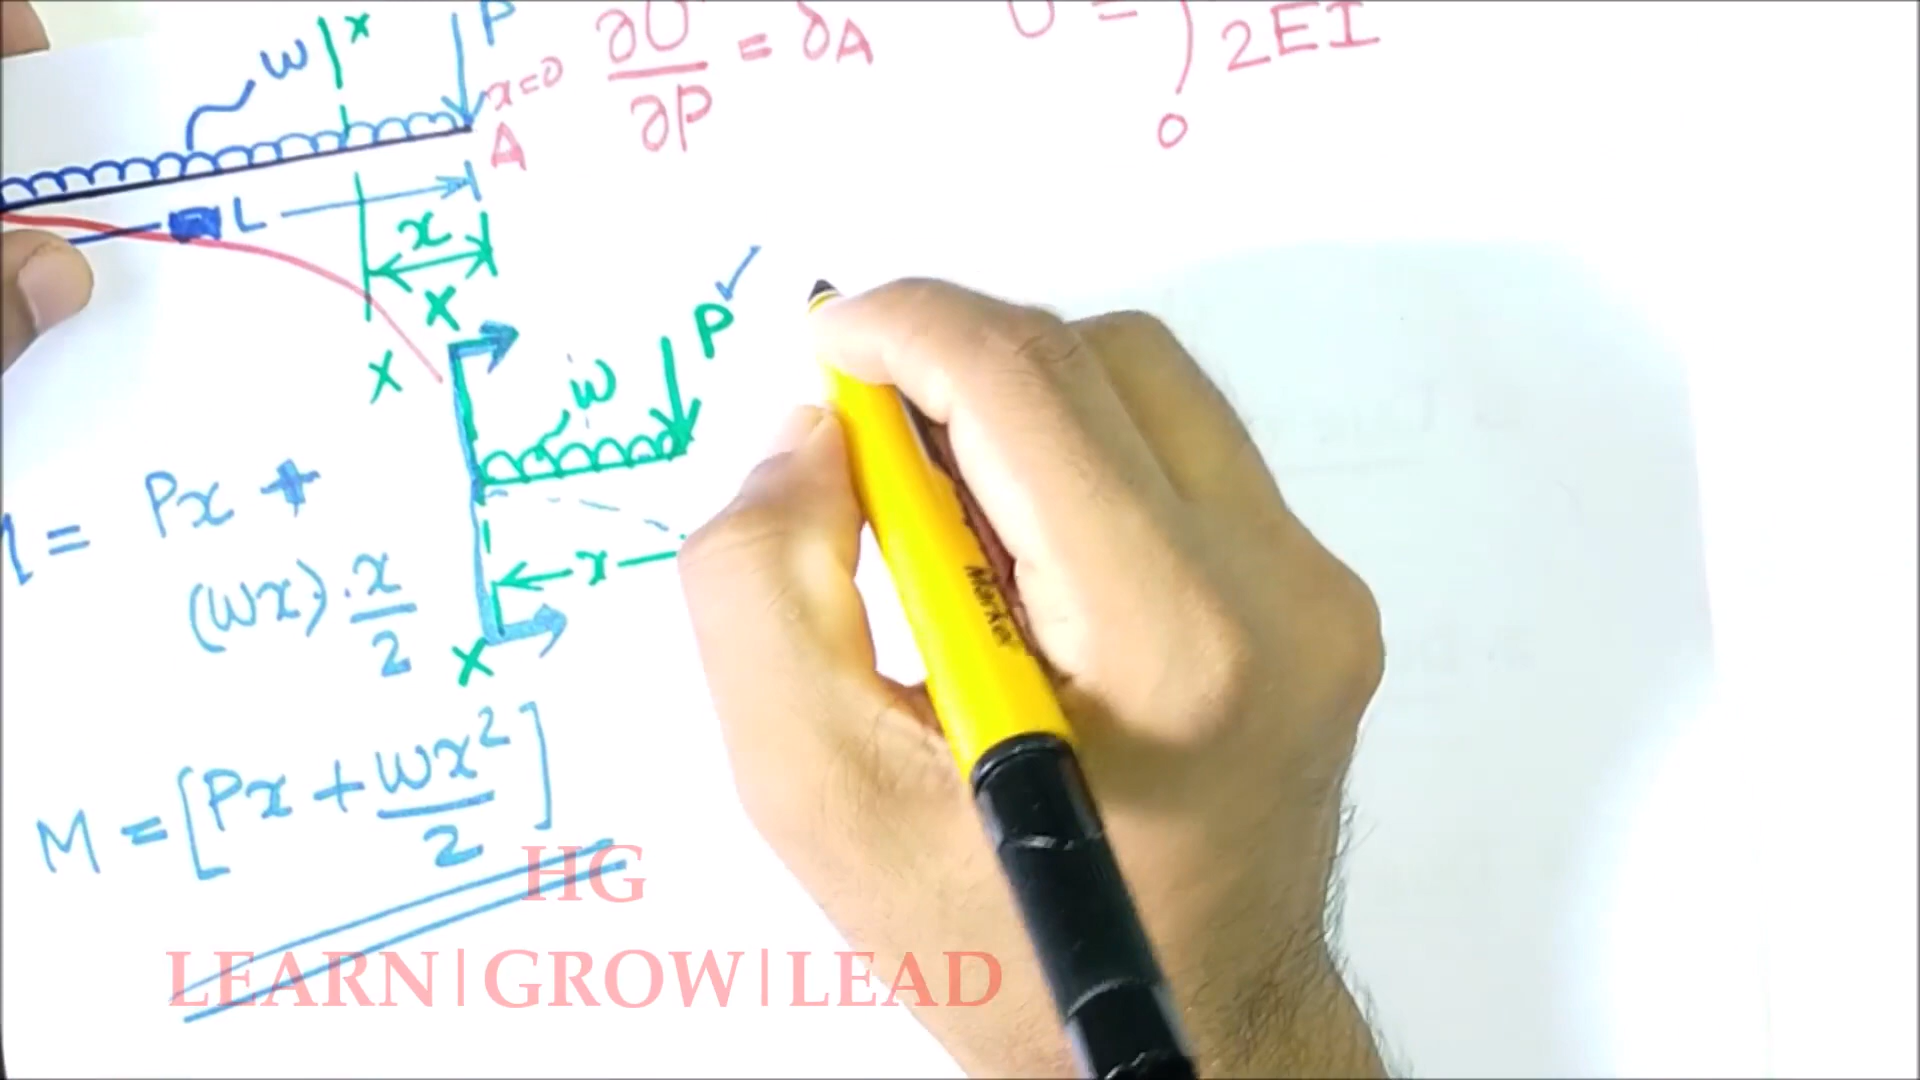 w x P
x=0 ∂U/∂P = δA U = ∫
2EI
0
A
L
x
X
X
P
w
= Px +
(wx).x/2
x
X
M = [Px + wx²/2]
Marker
HG
LEARN|GROW|LEAD